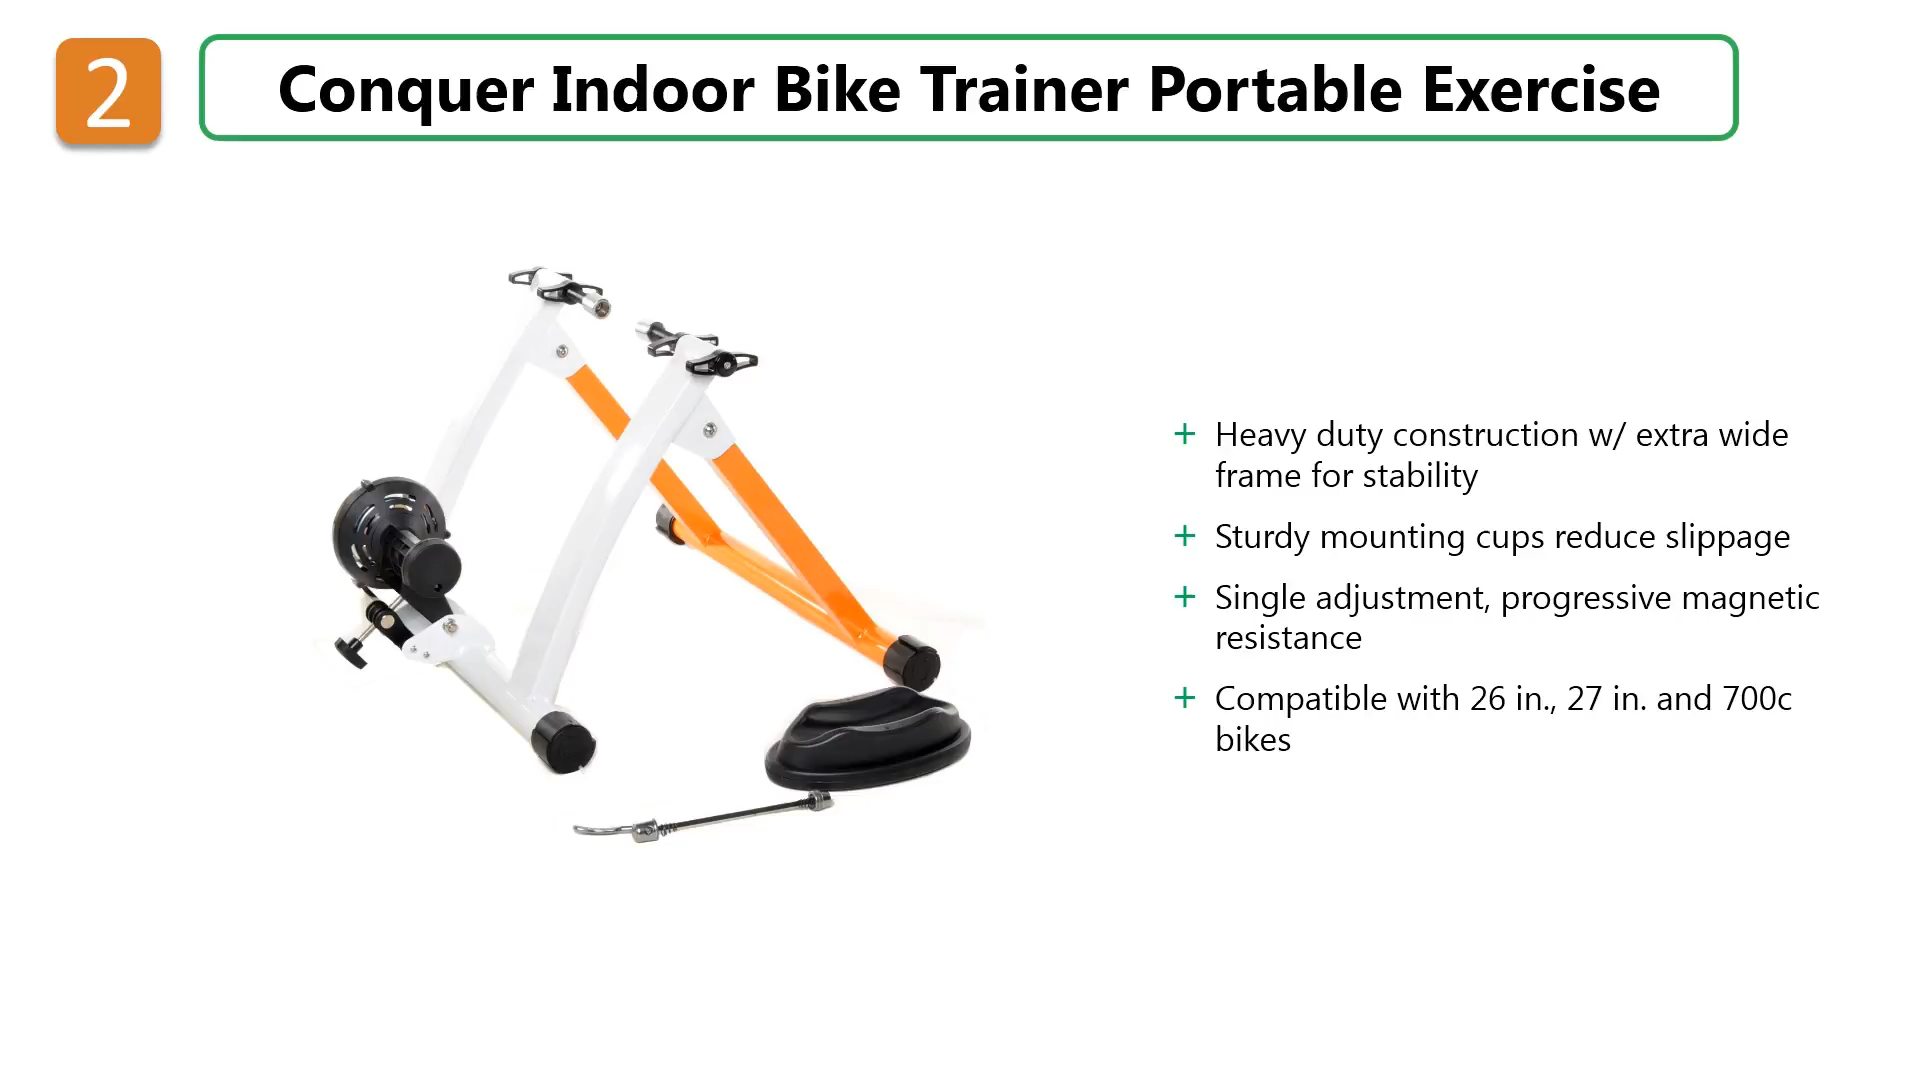 2
Conquer Indoor Bike Trainer Portable Exercise
+ Heavy duty construction w/ extra wide
frame for stability
+ Sturdy mounting cups reduce slippage
+ Single adjustment, progressive magnetic
resistance
+ Compatible with 26 in., 27 in. and 700c
bikes